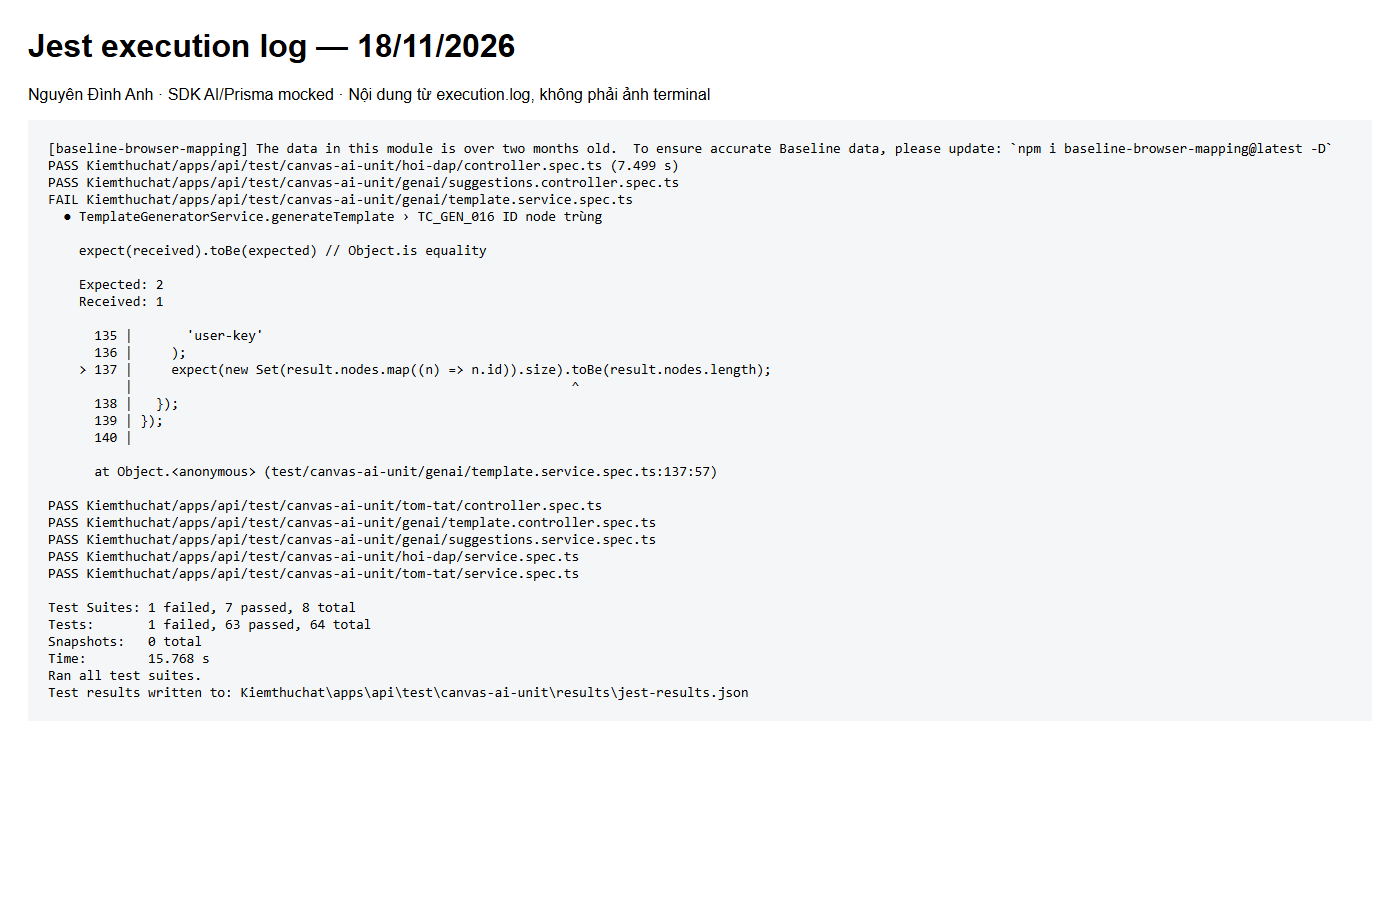 Jest execution log — 18/11/2026
Nguyên Đình Anh · SDK AI/Prisma mocked · Nội dung từ execution.log, không phải ảnh terminal
[baseline-browser-mapping] The data in this module is over two months old.  To ensure accurate Baseline data, please update: `npm i baseline-browser-mapping@latest -D`
PASS Kiemthuchat/apps/api/test/canvas-ai-unit/hoi-dap/controller.spec.ts (7.499 s)
PASS Kiemthuchat/apps/api/test/canvas-ai-unit/genai/suggestions.controller.spec.ts
FAIL Kiemthuchat/apps/api/test/canvas-ai-unit/genai/template.service.spec.ts
  ● TemplateGeneratorService.generateTemplate › TC_GEN_016 ID node trùng
    expect(received).toBe(expected) // Object.is equality
    Expected: 2
    Received: 1
      135 |       'user-key'
      136 |     );
    > 137 |     expect(new Set(result.nodes.map((n) => n.id)).size).toBe(result.nodes.length);
          |                                                         ^
      138 |   });
      139 | });
      140 |
      at Object.<anonymous> (test/canvas-ai-unit/genai/template.service.spec.ts:137:57)
PASS Kiemthuchat/apps/api/test/canvas-ai-unit/tom-tat/controller.spec.ts
PASS Kiemthuchat/apps/api/test/canvas-ai-unit/genai/template.controller.spec.ts
PASS Kiemthuchat/apps/api/test/canvas-ai-unit/genai/suggestions.service.spec.ts
PASS Kiemthuchat/apps/api/test/canvas-ai-unit/hoi-dap/service.spec.ts
PASS Kiemthuchat/apps/api/test/canvas-ai-unit/tom-tat/service.spec.ts
Test Suites: 1 failed, 7 passed, 8 total
Tests:       1 failed, 63 passed, 64 total
Snapshots:   0 total
Time:        15.768 s
Ran all test suites.
Test results written to: Kiemthuchat\apps\api\test\canvas-ai-unit\results\jest-results.json